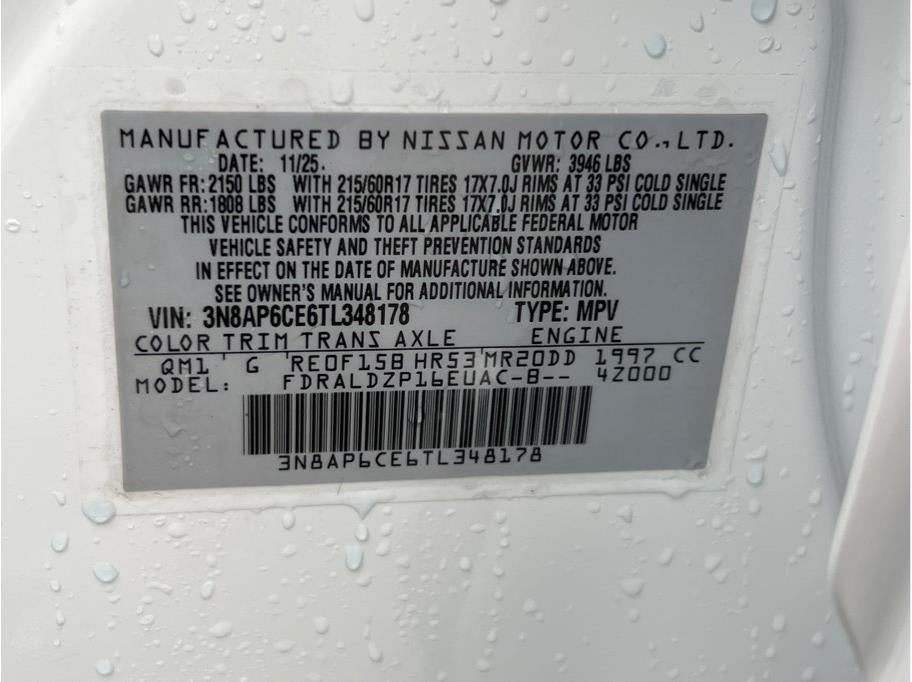 MANUFACTURED BY NISSAN MOTOR CO.,LTD.
DATE: 11/25. GVWR: 3946 LBS
GAWR FR: 2150 LBS WITH 215/60R17 TIRES 17X7.0J RIMS AT 33 PSI COLD SINGLE
GAWR RR: 1808 LBS WITH 215/60R17 TIRES 17X7.0J RIMS AT 33 PSI COLD SINGLE
THIS VEHICLE CONFORMS TO ALL APPLICABLE FEDERAL MOTOR
VEHICLE SAFETY AND THEFT PREVENTION STANDARDS
IN EFFECT ON THE DATE OF MANUFACTURE SHOWN ABOVE.
SEE OWNER'S MANUAL FOR ADDITIONAL INFORMATION.
VIN: 3N8AP6CE6TL348178 TYPE: MPV
COLOR TRIM TRANS AXLE ENGINE
QM1 G RE0F15B HR53 MR20DD 1997 CC
MODEL: FDRALDZP16EUAC-B-- 42000
3N8AP6CE6TL348178